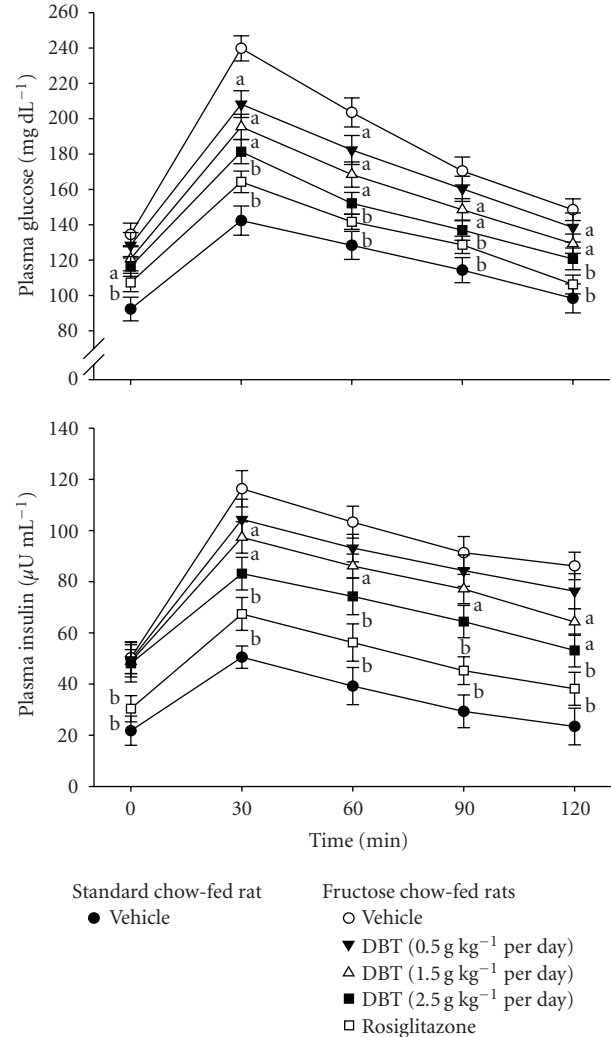 260
240
220
200
180
160
140
120
100
80
0
Plasma glucose (mg dL⁻¹)
a
a
a
a
a
b
a
a
b
a
a
b
a
b
b
b
b
b
b
b
140
120
100
80
60
40
20
0
Plasma insulin (μU mL⁻¹)
a
a
a
a
b
a
a
b
b
b
b
b
b
b
b
b
0 30 60 90 120
Time (min)
Standard chow-fed rat
Vehicle
Fructose chow-fed rats
Vehicle
DBT (0.5 g kg⁻¹ per day)
DBT (1.5 g kg⁻¹ per day)
DBT (2.5 g kg⁻¹ per day)
Rosiglitazone